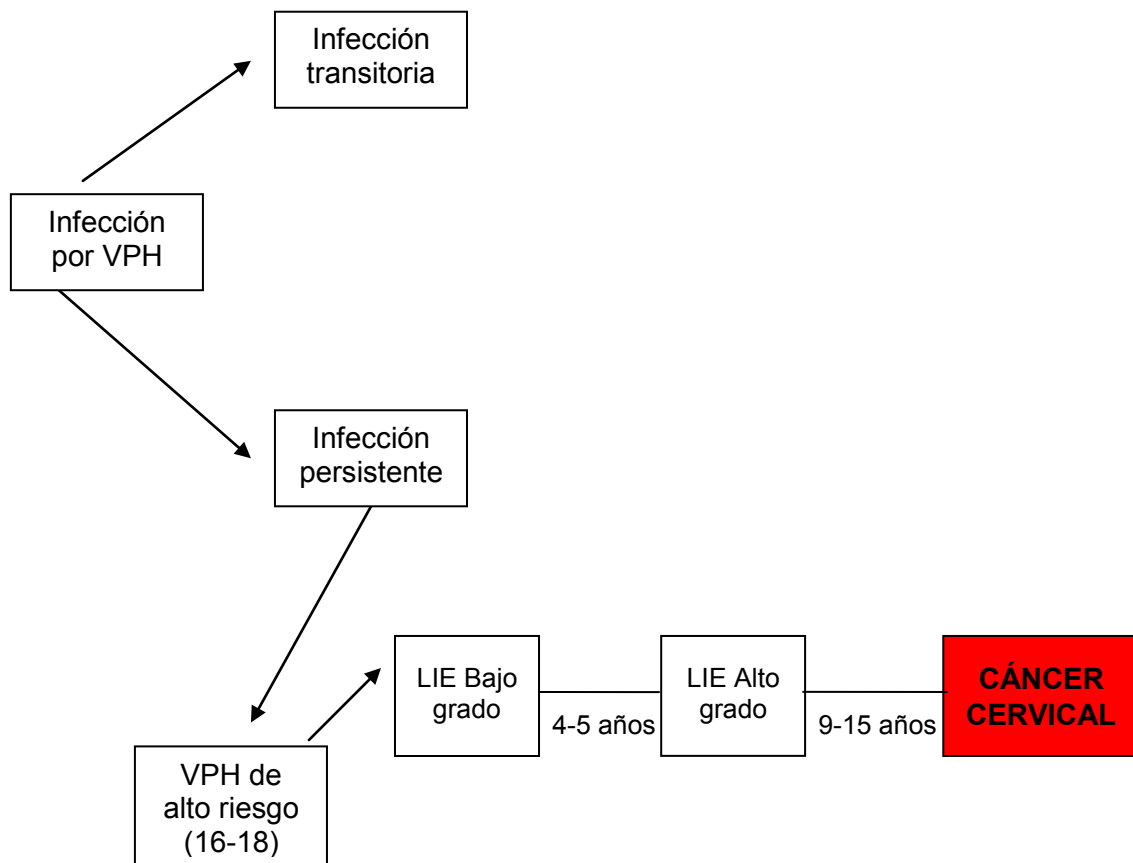 Infección
transitoria
Infección
por VPH
Infección
persistente
LIE Bajo
grado
4-5 años
LIE Alto
grado
9-15 años
CÁNCER
CERVICAL
VPH de
alto riesgo
(16-18)